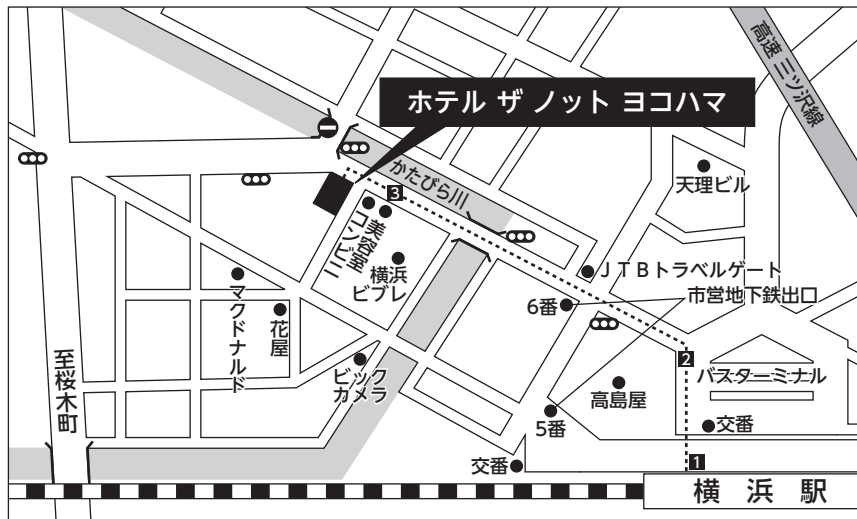 高速 三ツ沢線
ホテル ザ ノット ヨコハマ
かたびら川
天理ビル
3
コンビニ
美容室
横浜
ビブレ
JTBトラベルゲート
市営地下鉄出口
6番
マクドナルド
花屋
2
ビック
カメラ
バスターミナル
高島屋
至桜木町
5番
交番
交番
1
横浜駅